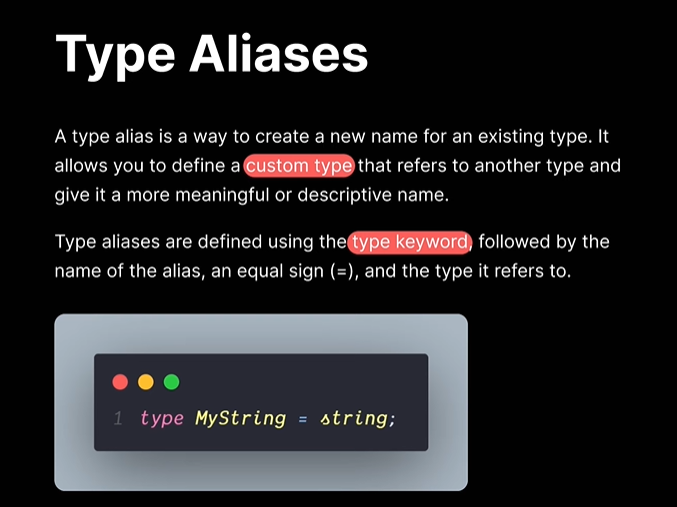 Type Aliases
A type alias is a way to create a new name for an existing type. It
allows you to define a custom type that refers to another type and
give it a more meaningful or descriptive name.
Type aliases are defined using the type keyword, followed by the
name of the alias, an equal sign (=), and the type it refers to.
1 type MyString = string;